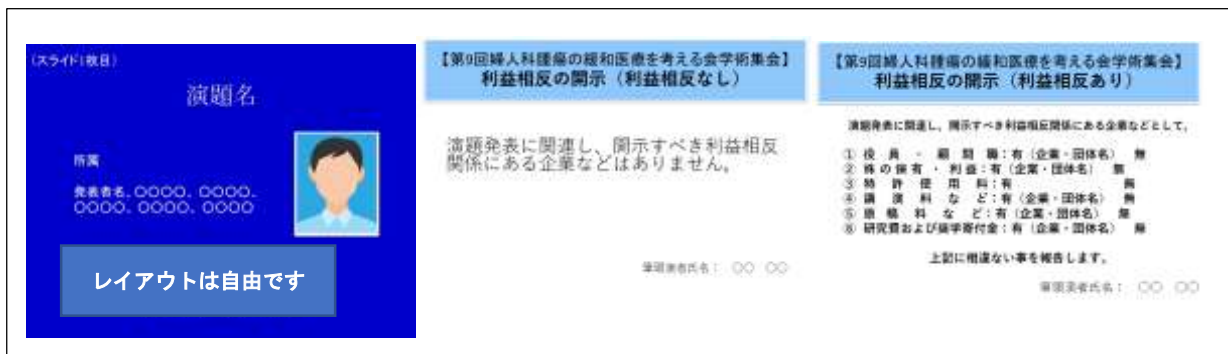 （スライド1枚目）
演題名
所属
発表者名、〇〇〇〇、〇〇〇〇、
〇〇〇〇、〇〇〇〇、〇〇〇〇
レイアウトは自由です
【第9回婦人科腫瘍の緩和医療を考える会学術集会】
利益相反の開示（利益相反なし）
演題発表に関連し、開示すべき利益相反
関係にある企業などはありません。
筆頭演者氏名： 〇〇 〇〇
【第9回婦人科腫瘍の緩和医療を考える会学術集会】
利益相反の開示（利益相反あり）
演題発表に関連し、開示すべき利益相反関係にある企業などとして、
① 役員・顧問職：有（企業・団体名） 無
② 株の保有・利益：有（企業・団体名） 無
③ 特許使用料：有 無
④ 講演料など：有（企業・団体名） 無
⑤ 原稿料など：有（企業・団体名） 無
⑥ 研究費および奨学寄付金：有（企業・団体名） 無
上記に相違ない事を報告します。
筆頭演者氏名： 〇〇 〇〇